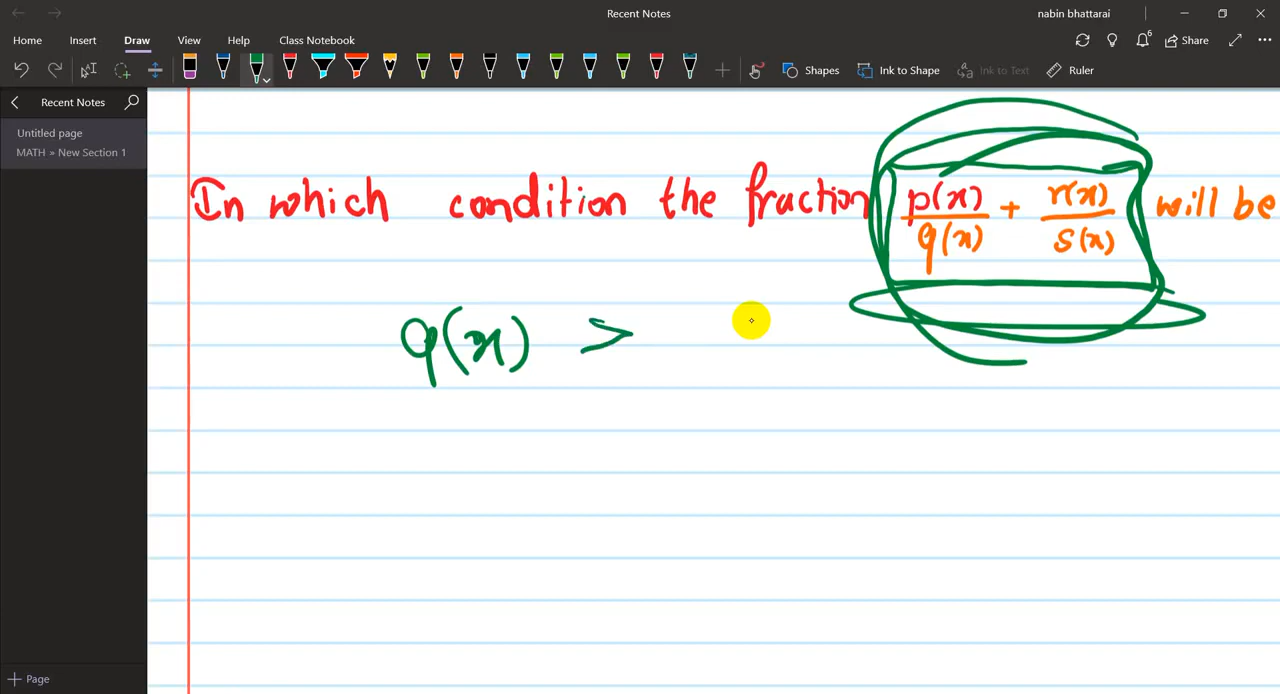 Recent Notes
nabin bhattarai
Home Insert Draw View Help Class Notebook
6 Share
Shapes Ink to Shape Ink to Text Ruler
Recent Notes
Untitled page
MATH » New Section 1
In which condition the fraction p(x)/q(x) + r(x)/s(x) will be
q(x) >
Page